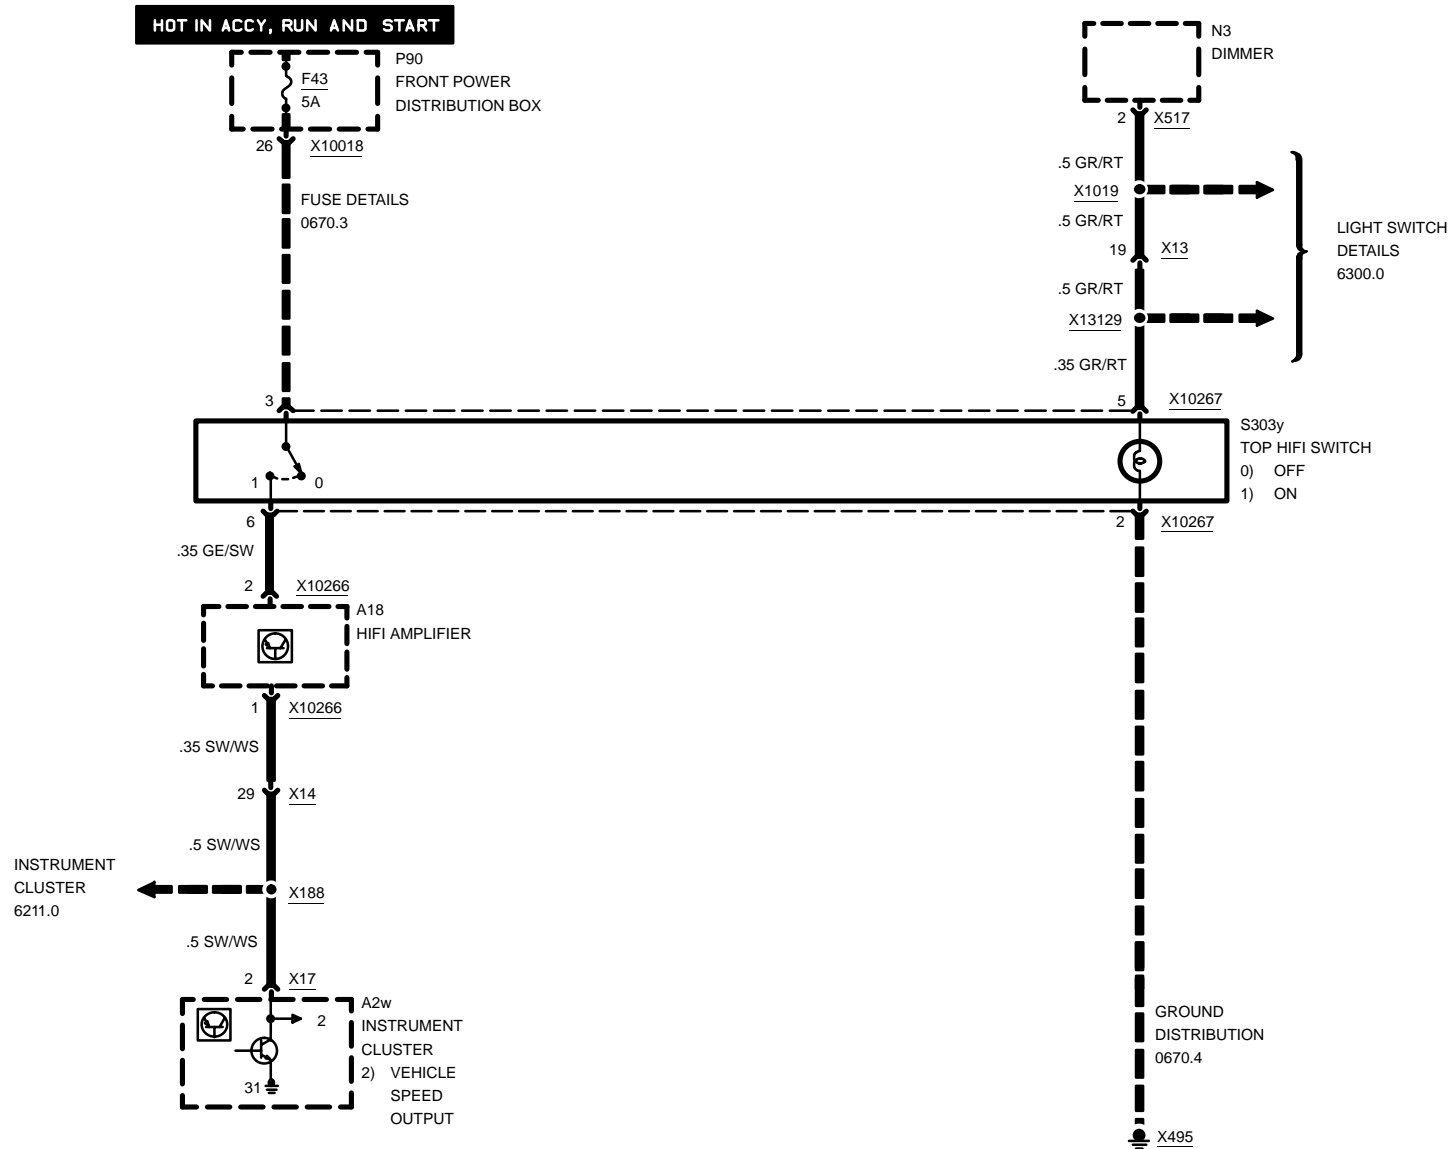 HOT IN ACCY, RUN AND START
P90
FRONT POWER
DISTRIBUTION BOX
F43
5A
26 X10018
FUSE DETAILS
0670.3
N3
DIMMER
2 X517
.5 GR/RT
X1019
.5 GR/RT
19 X13
.5 GR/RT
X13129
.35 GR/RT
LIGHT SWITCH
DETAILS
6300.0
3
5 X10267
S303y
TOP HIFI SWITCH
0) OFF
1) ON
1 0
6
2 X10267
.35 GE/SW
2 X10266
A18
HIFI AMPLIFIER
1 X10266
.35 SW/WS
29 X14
.5 SW/WS
INSTRUMENT
CLUSTER
6211.0
X188
.5 SW/WS
2 X17
A2w
INSTRUMENT
CLUSTER
2) VEHICLE
SPEED
OUTPUT
2
31
GROUND
DISTRIBUTION
0670.4
X495